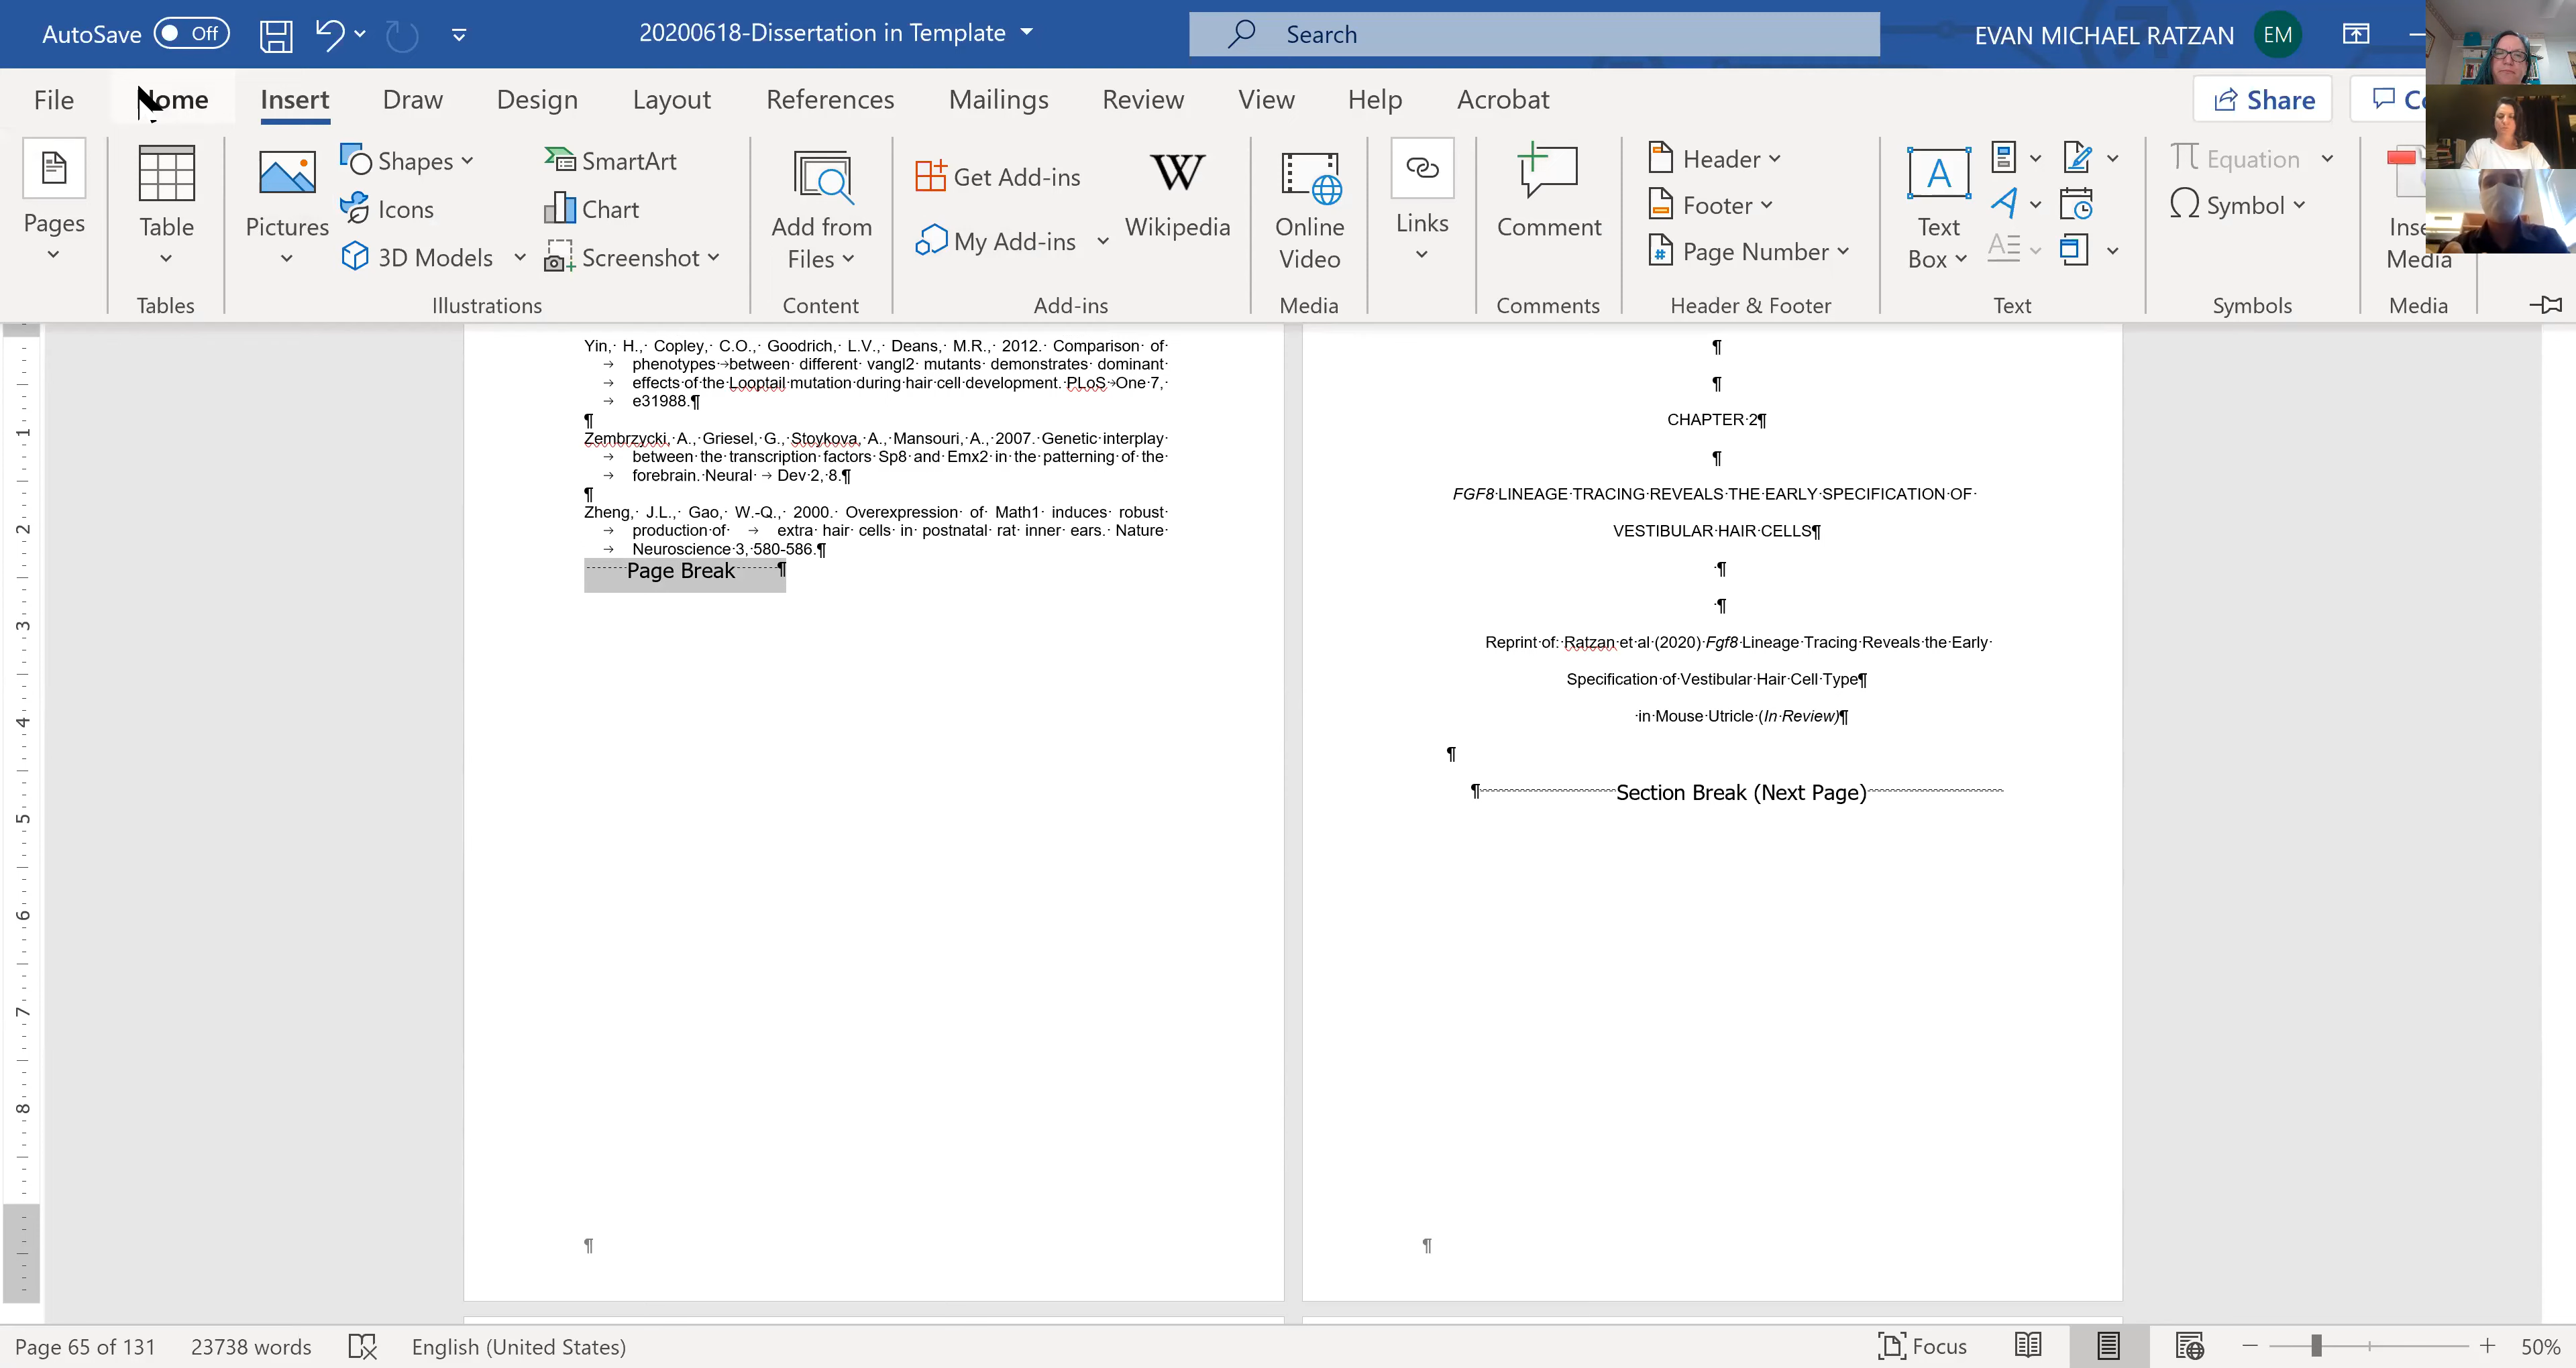 AutoSave Off 20200618-Dissertation in Template Search EVAN MICHAEL RATZAN EM
File Home Insert Draw Design Layout References Mailings Review View Help Acrobat Share
Pages
Table
Tables
Pictures
Shapes
Icons
3D Models
SmartArt
Chart
Screenshot
Illustrations
Add from
Files
Content
Get Add-ins
My Add-ins
Wikipedia
Add-ins
Online
Video
Media
Links
Comment
Comments
Header
Footer
Page Number
Header & Footer
A
Text
Box
Text
Equation
Symbol
Symbols
Media
Media
Yin, H., Copley, C.O., Goodrich, L.V., Deans, M.R., 2012. Comparison of
phenotypes between different vangl2 mutants demonstrates dominant
effects of the Looptail mutation during hair cell development. PLoS One 7,
e31988.¶
¶
Zembrzycki, A., Griesel, G., Stoykova, A., Mansouri, A., 2007. Genetic interplay
between the transcription factors Sp8 and Emx2 in the patterning of the
forebrain. Neural Dev 2, 8.¶
¶
Zheng, J.L., Gao, W.-Q., 2000. Overexpression of Math1 induces robust
production of extra hair cells in postnatal rat inner ears. Nature
Neuroscience 3, 580-586.¶
Page Break ¶
¶
¶
¶
CHAPTER 2¶
¶
FGF8 LINEAGE TRACING REVEALS THE EARLY SPECIFICATION OF
VESTIBULAR HAIR CELLS¶
¶
¶
Reprint of: Ratzan et al (2020) Fgf8 Lineage Tracing Reveals the Early
Specification of Vestibular Hair Cell Type¶
in Mouse Utricle (In Review)¶
¶
¶ Section Break (Next Page)
¶
1
2
3
4
5
6
7
8
Page 65 of 131 23738 words English (United States) Focus 50%